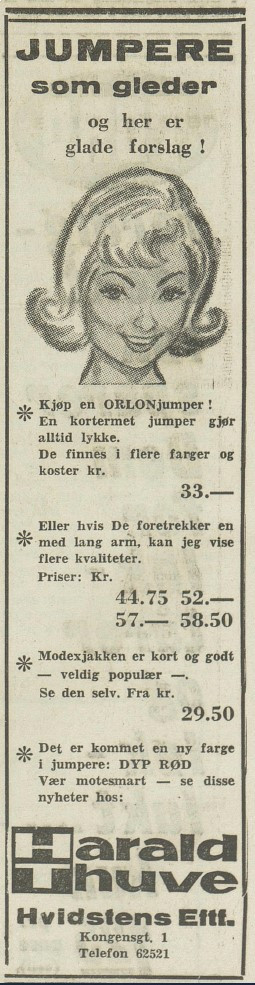 JUMPERE
som gleder
og her er
glade forslag !
* Kjøp en ORLONjumper !
En kortermet jumper gjør
alltid lykke.
De finnes i flere farger og
koster kr.
33.—
* Eller hvis De foretrekker en
med lang arm, kan jeg vise
flere kvaliteter.
Priser: Kr.
44.75 52.—
57.— 58.50
* Modexjakken er kort og godt
— veldig populær —.
Se den selv. Fra kr.
29.50
* Det er kommet en ny farge
i jumpere: DYP RØD
Vær motesmart — se disse
nyheter hos:
Harald
Thuve
Hvidstens Eftf.
Kongensgt. 1
Telefon 62521